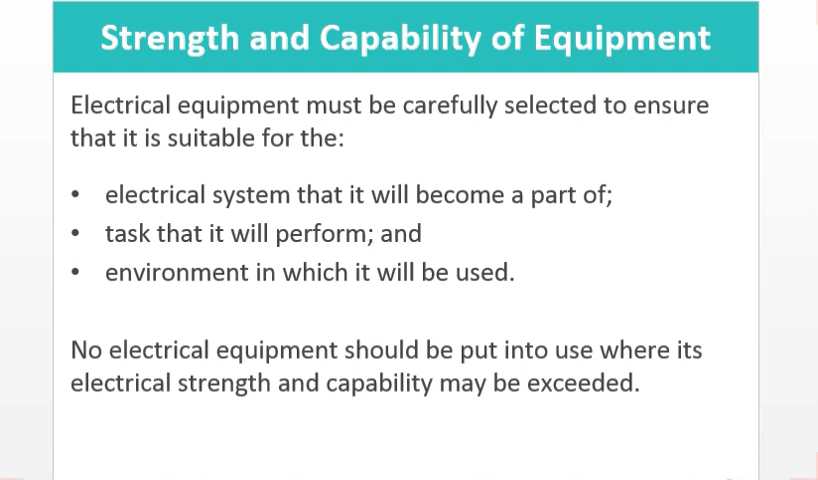 Strength and Capability of Equipment
Electrical equipment must be carefully selected to ensure
that it is suitable for the:
• electrical system that it will become a part of;
• task that it will perform; and
• environment in which it will be used.
No electrical equipment should be put into use where its
electrical strength and capability may be exceeded.